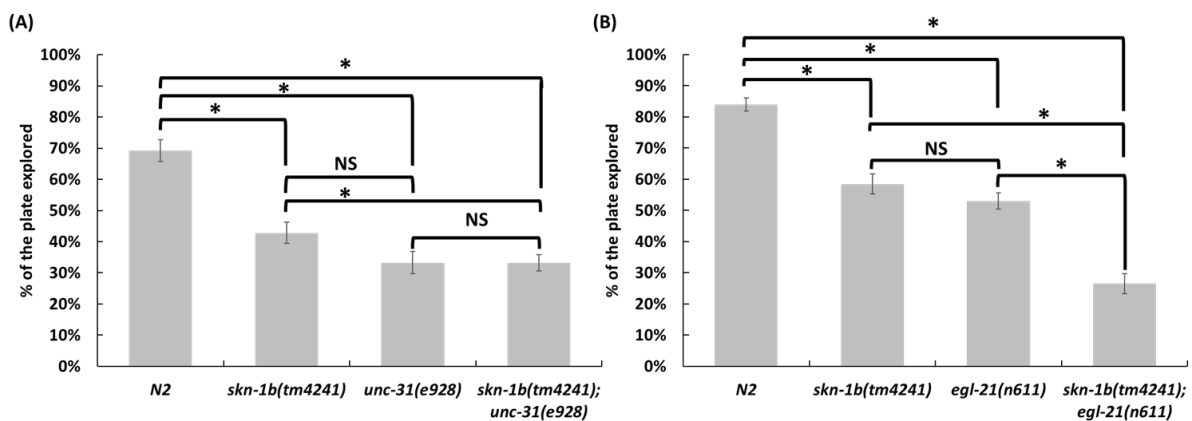 (A)
% of the plate explored
100%
90%
80%
70%
60%
50%
40%
30%
20%
10%
0%
*
*
*
NS
*
NS
N2
skn-1b(tm4241)
unc-31(e928)
skn-1b(tm4241);
unc-31(e928)
(B)
% of the plate explored
100%
90%
80%
70%
60%
50%
40%
30%
20%
10%
0%
*
*
*
*
NS
*
N2
skn-1b(tm4241)
egl-21(n611)
skn-1b(tm4241);
egl-21(n611)